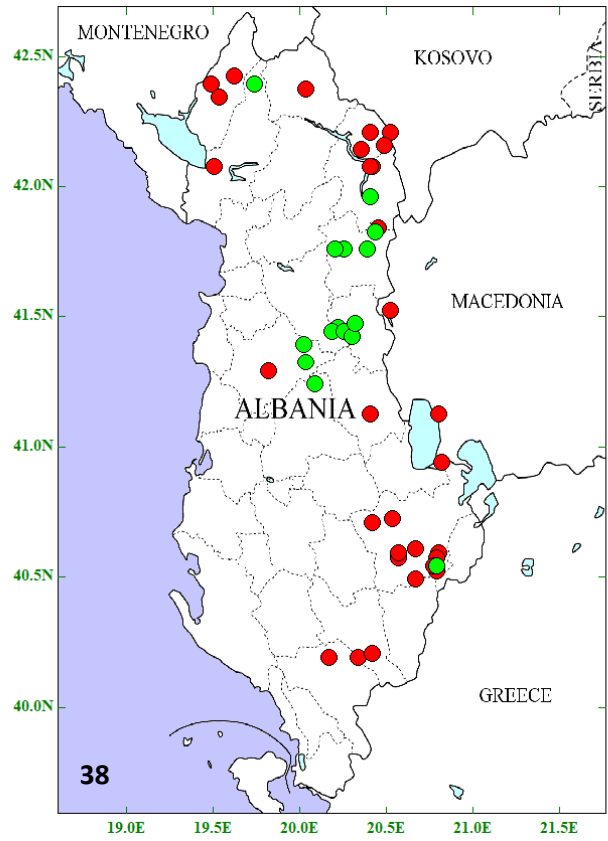 MONTENEGRO
KOSOVO
SERBIA
42.5N
42.0N
41.5N
MACEDONIA
ALBANIA
41.0N
40.5N
40.0N
GREECE
38
19.0E 19.5E 20.0E 20.5E 21.0E 21.5E